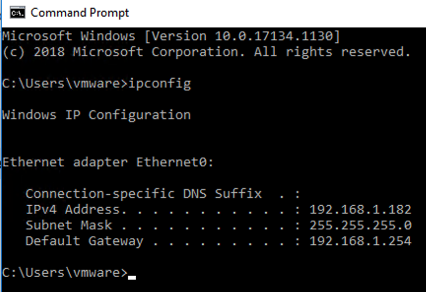 Command Prompt
Microsoft Windows [Version 10.0.17134.1130]
(c) 2018 Microsoft Corporation. All rights reserved.
C:\Users\vmware>ipconfig
Windows IP Configuration
Ethernet adapter Ethernet0:
   Connection-specific DNS Suffix  . :
   IPv4 Address. . . . . . . . . . . : 192.168.1.182
   Subnet Mask . . . . . . . . . . . : 255.255.255.0
   Default Gateway . . . . . . . . . : 192.168.1.254
C:\Users\vmware>